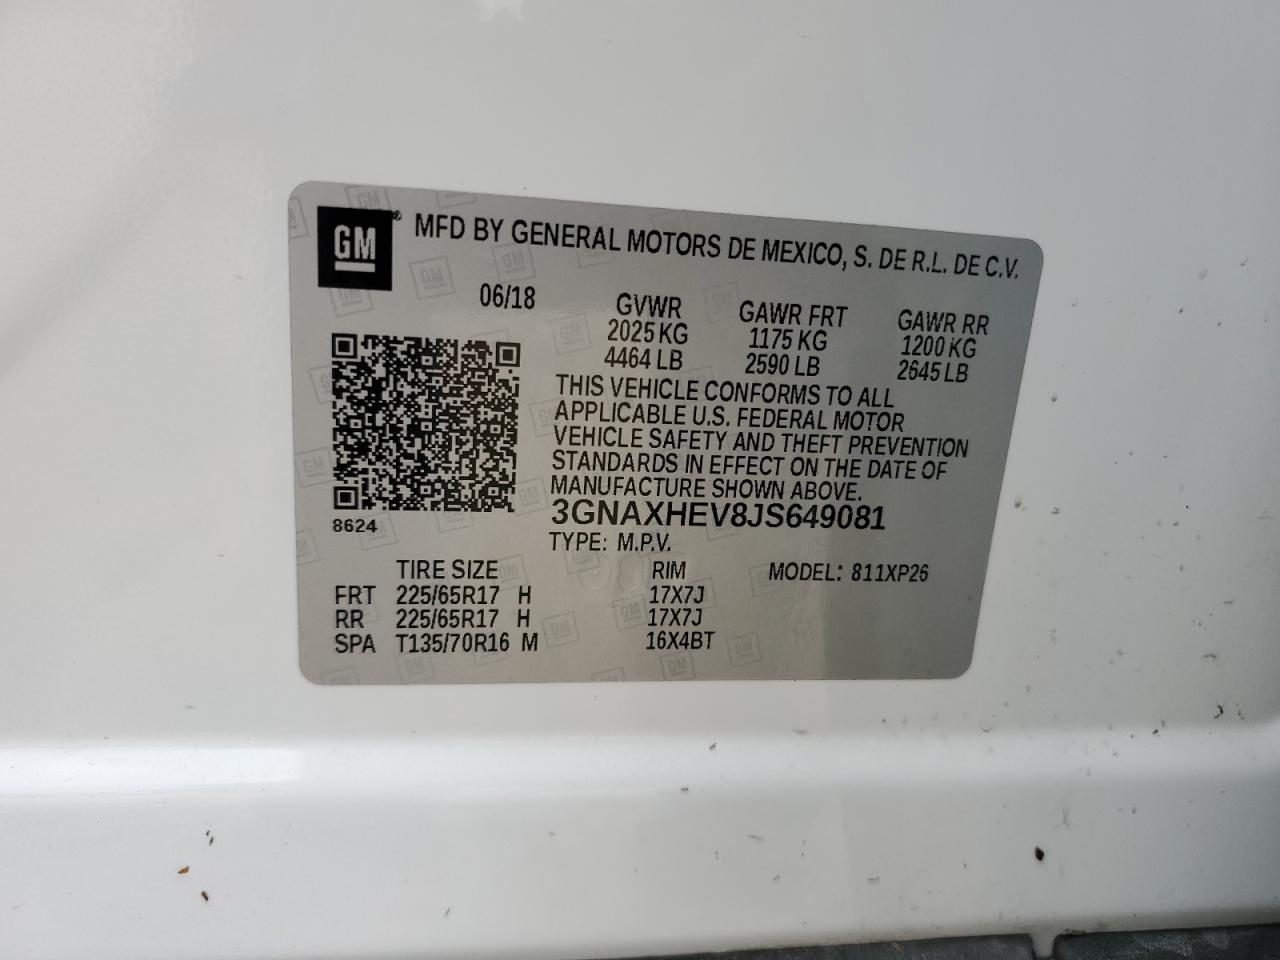 GM® MFD BY GENERAL MOTORS DE MEXICO, S. DE R.L. DE C.V.
06/18 GVWR GAWR FRT GAWR RR
2025 KG 1175 KG 1200 KG
4464 LB 2590 LB 2645 LB
THIS VEHICLE CONFORMS TO ALL
APPLICABLE U.S. FEDERAL MOTOR
VEHICLE SAFETY AND THEFT PREVENTION
STANDARDS IN EFFECT ON THE DATE OF
MANUFACTURE SHOWN ABOVE.
8624 3GNAXHEV8JS649081
TYPE: M.P.V.
TIRE SIZE RIM MODEL: 811XP26
FRT 225/65R17 H 17X7J
RR 225/65R17 H 17X7J
SPA T135/70R16 M 16X4BT